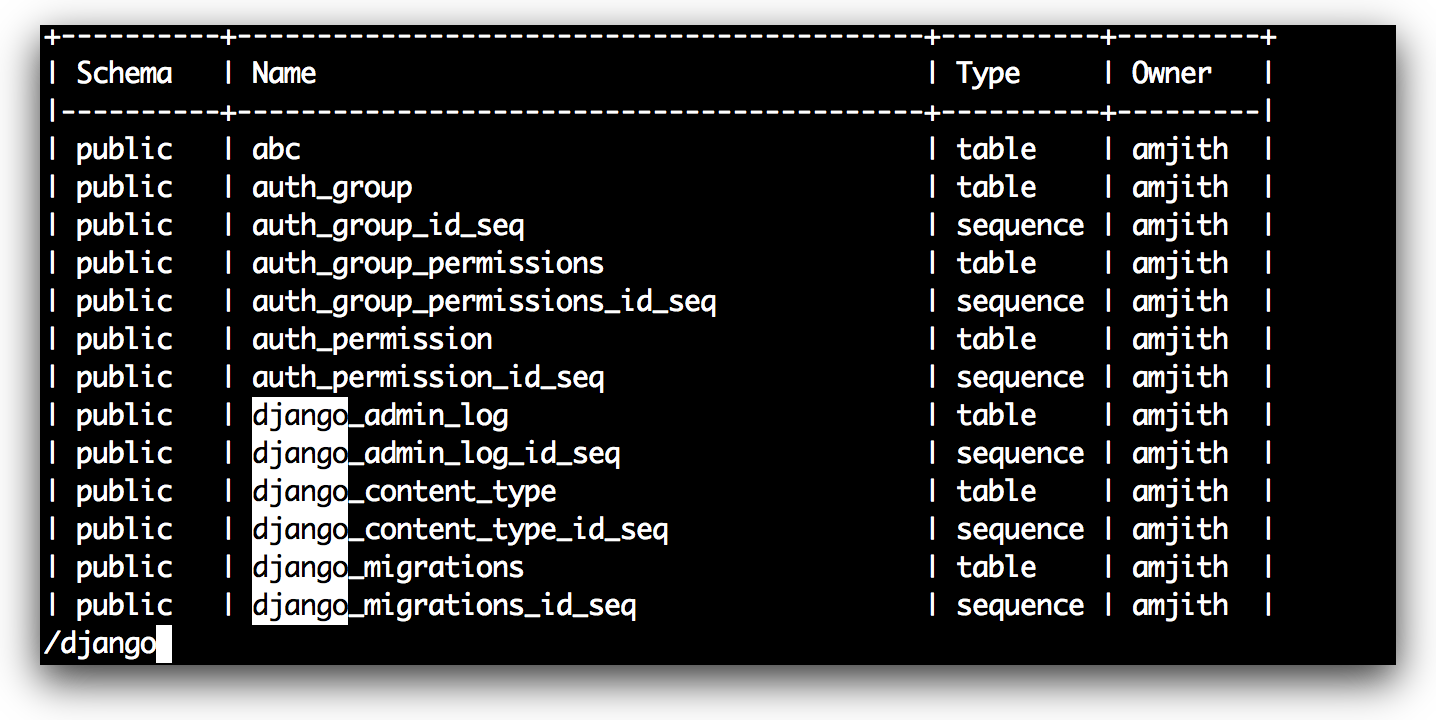 +----------+-------------------------------------------+----------+---------+
| Schema   | Name                                      | Type     | Owner   |
|----------+-------------------------------------------+----------+---------|
| public   | abc                                       | table    | amjith  |
| public   | auth_group                                | table    | amjith  |
| public   | auth_group_id_seq                         | sequence | amjith  |
| public   | auth_group_permissions                    | table    | amjith  |
| public   | auth_group_permissions_id_seq             | sequence | amjith  |
| public   | auth_permission                           | table    | amjith  |
| public   | auth_permission_id_seq                    | sequence | amjith  |
| public   | django_admin_log                          | table    | amjith  |
| public   | django_admin_log_id_seq                   | sequence | amjith  |
| public   | django_content_type                       | table    | amjith  |
| public   | django_content_type_id_seq                | sequence | amjith  |
| public   | django_migrations                         | table    | amjith  |
| public   | django_migrations_id_seq                  | sequence | amjith  |
/django